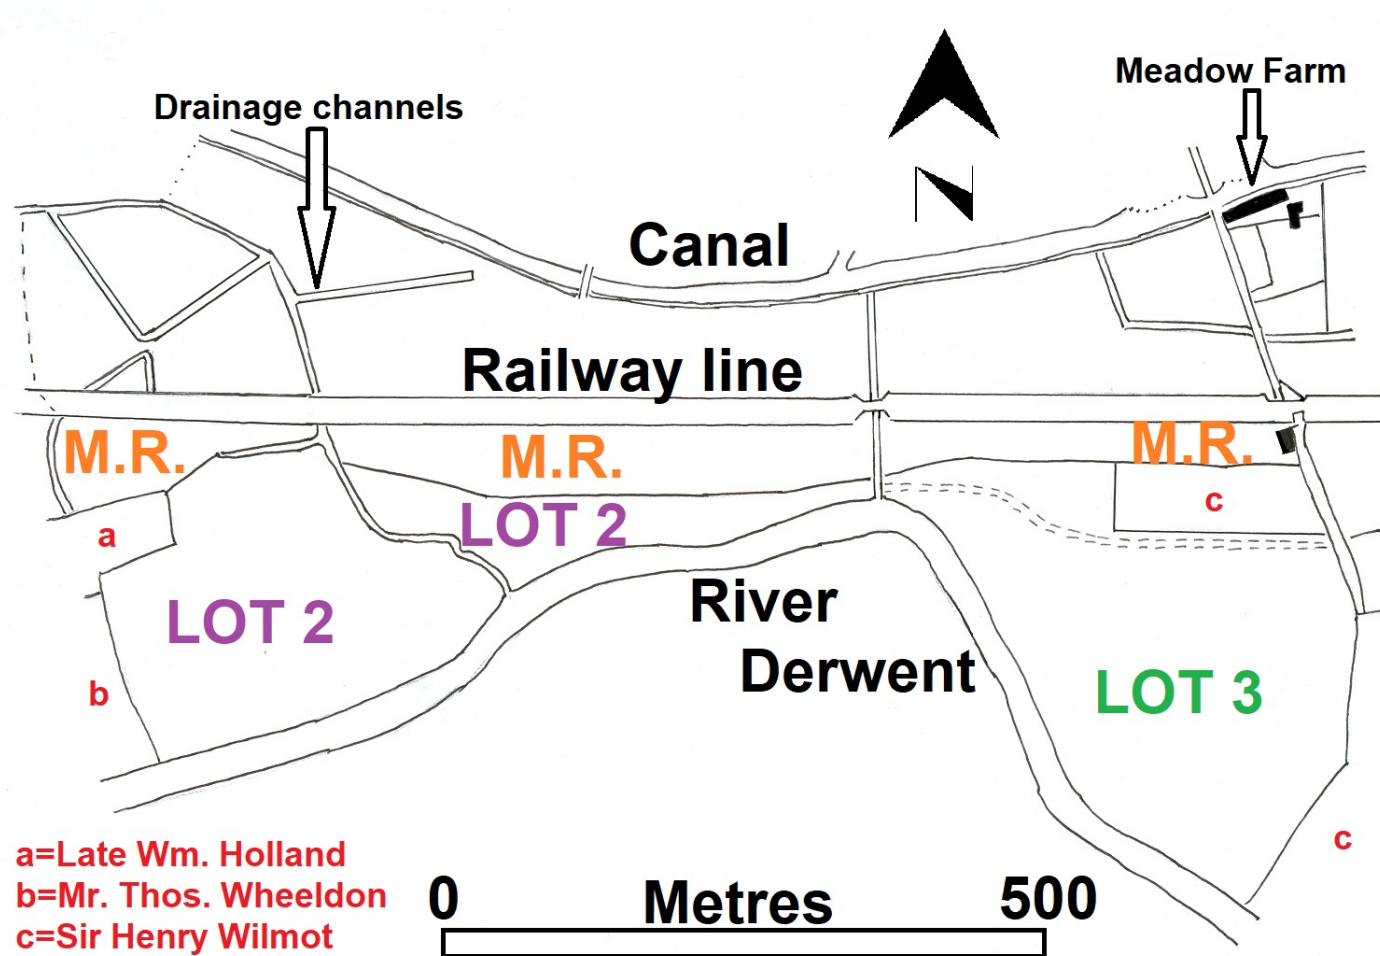 Meadow Farm
Drainage channels
N
Canal
Railway line
M.R.
M.R.
M.R.
c
LOT 2
a
River
Derwent
LOT 2
LOT 3
b
c
a=Late Wm. Holland
b=Mr. Thos. Wheeldon
c=Sir Henry Wilmot
0 Metres 500